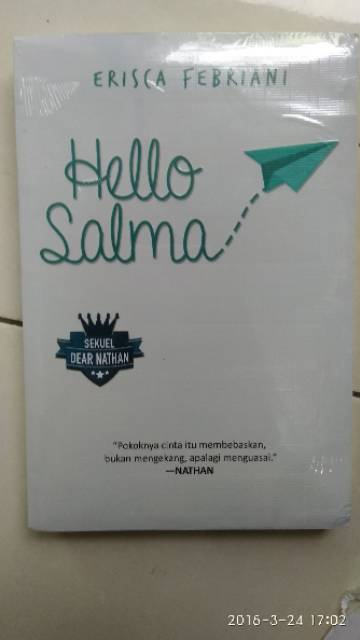 ERISCA FEBRIANI
Hello
Salma
SEKUEL
DEAR NATHAN
"Pokoknya cinta itu membebaskan,
bukan mengekang, apalagi menguasai."
—NATHAN
2016-3-24 17:02